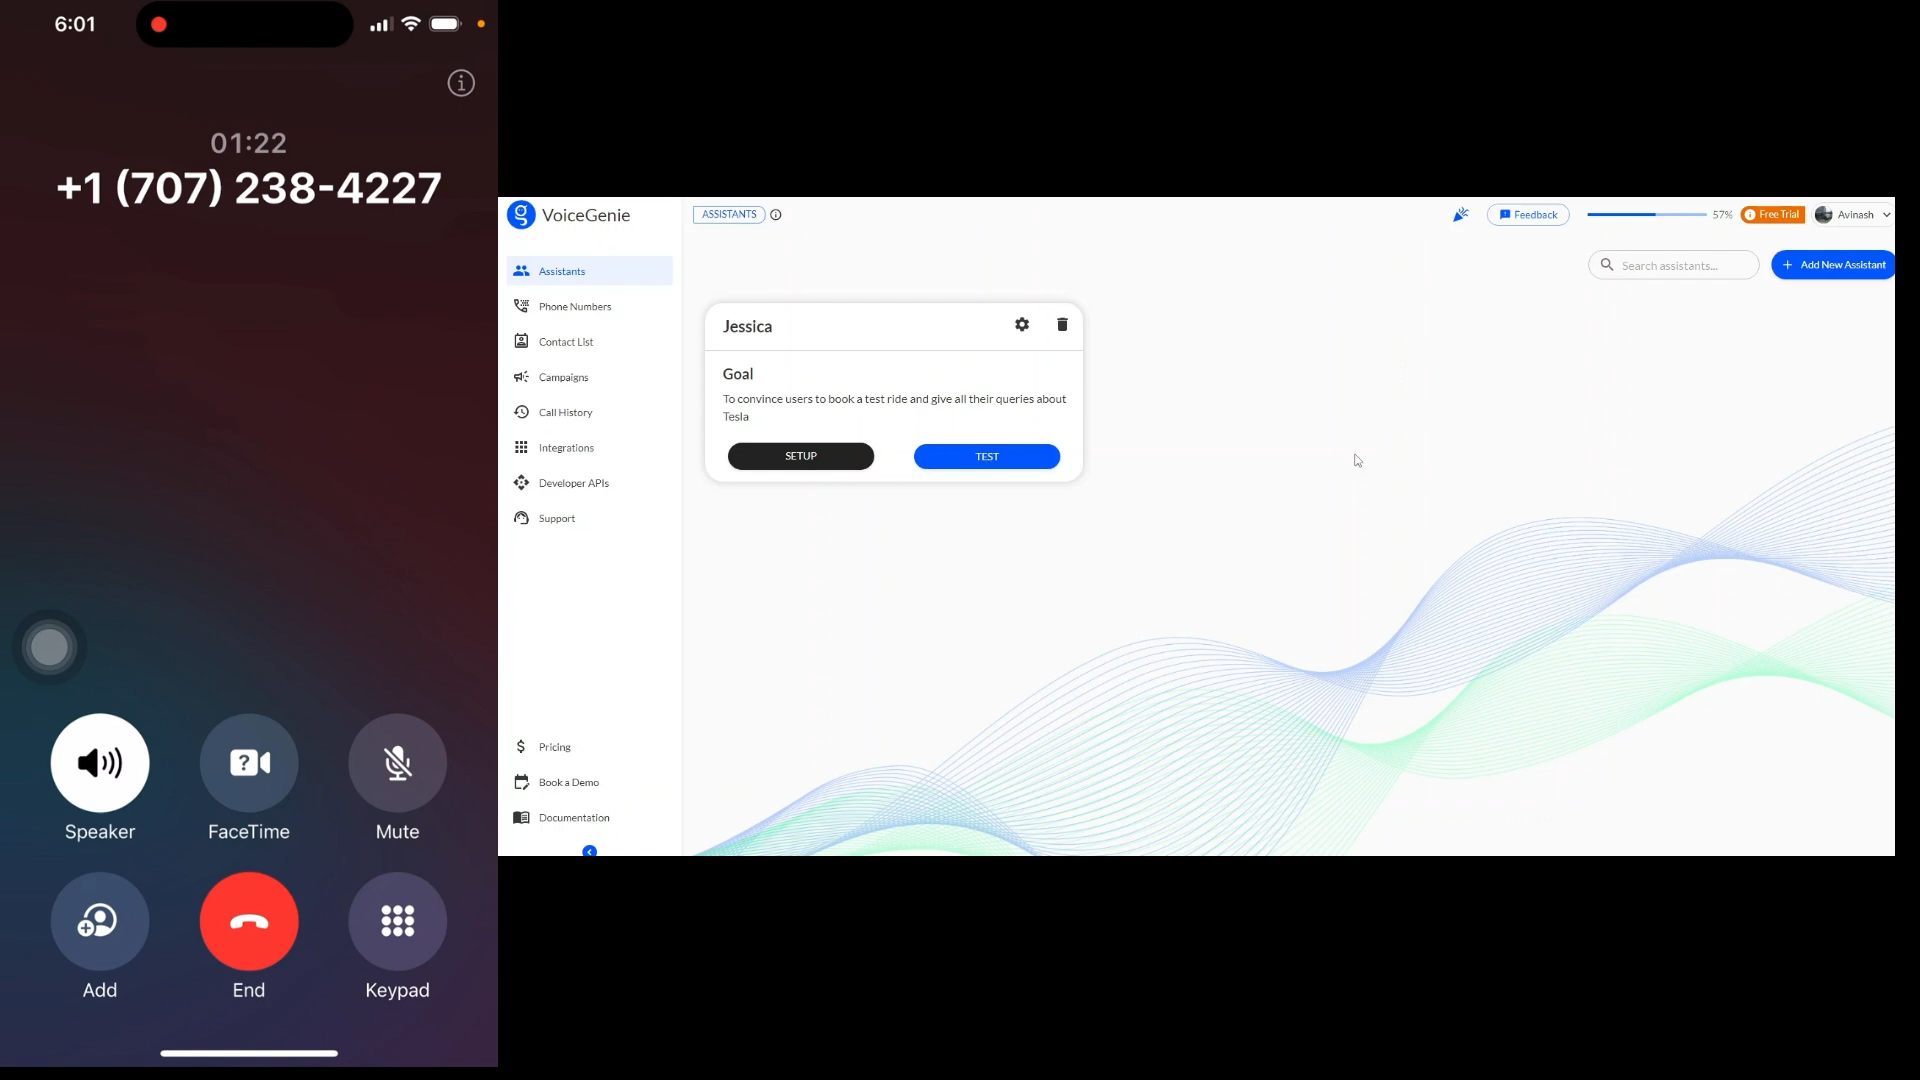 6:01
01:22
+1 (707) 238-4227
Speaker
FaceTime
Mute
Add
End
Keypad
VoiceGenie
ASSISTANTS
Feedback
57%
Free Trial
Avinash
Assistants
Phone Numbers
Contact List
Campaigns
Call History
Integrations
Developer APIs
Support
Pricing
Book a Demo
Documentation
Search assistants...
+ Add New Assistant
Jessica
Goal
To convince users to book a test ride and give all their queries about
Tesla
SETUP
TEST